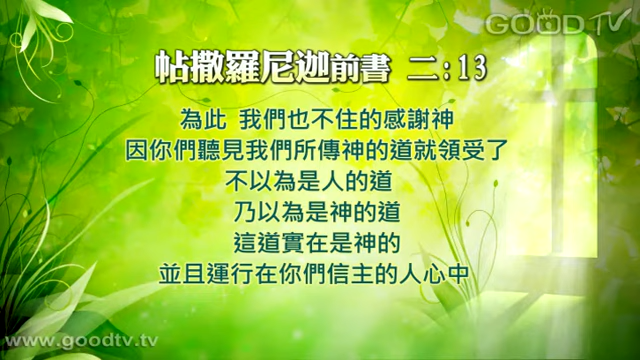 GOOD TV
帖撒羅尼迦前書 二:13
為此 我們也不住的感謝神
因你們聽見我們所傳神的道就領受了
不以為是人的道
乃以為是神的道
這道實在是神的
並且運行在你們信主的人心中
www.goodtv.tv